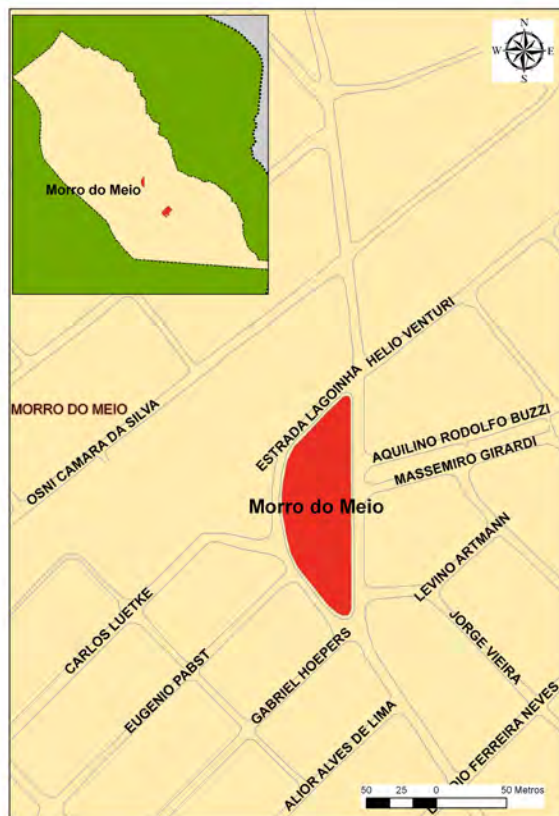 N
W E
S
Morro do Meio
HELIO VENTURI
ESTRADA LAGOINHA
MORRO DO MEIO
OSNI CAMARA DA SILVA
AQUILINO RODOLFO BUZZI
MASSEMIRO GIRARDI
Morro do Meio
LEVINO ARTMANN
CARLOS LUETKE
JORGE VIEIRA
EUGENIO PABST
GABRIEL HOEPERS
ALIOR ALVES DE LIMA
FERREIRA NEVES
50 25 0 50 Metros